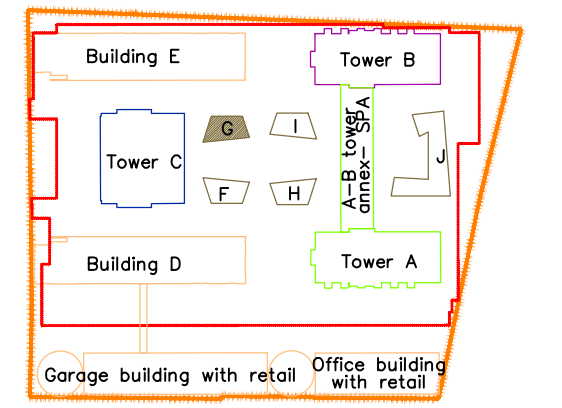 Building E
Tower B
G
I
A-B tower
annex- SPA
J
Tower C
F
H
Building D
Tower A
Garage building with retail
Office building
with retail